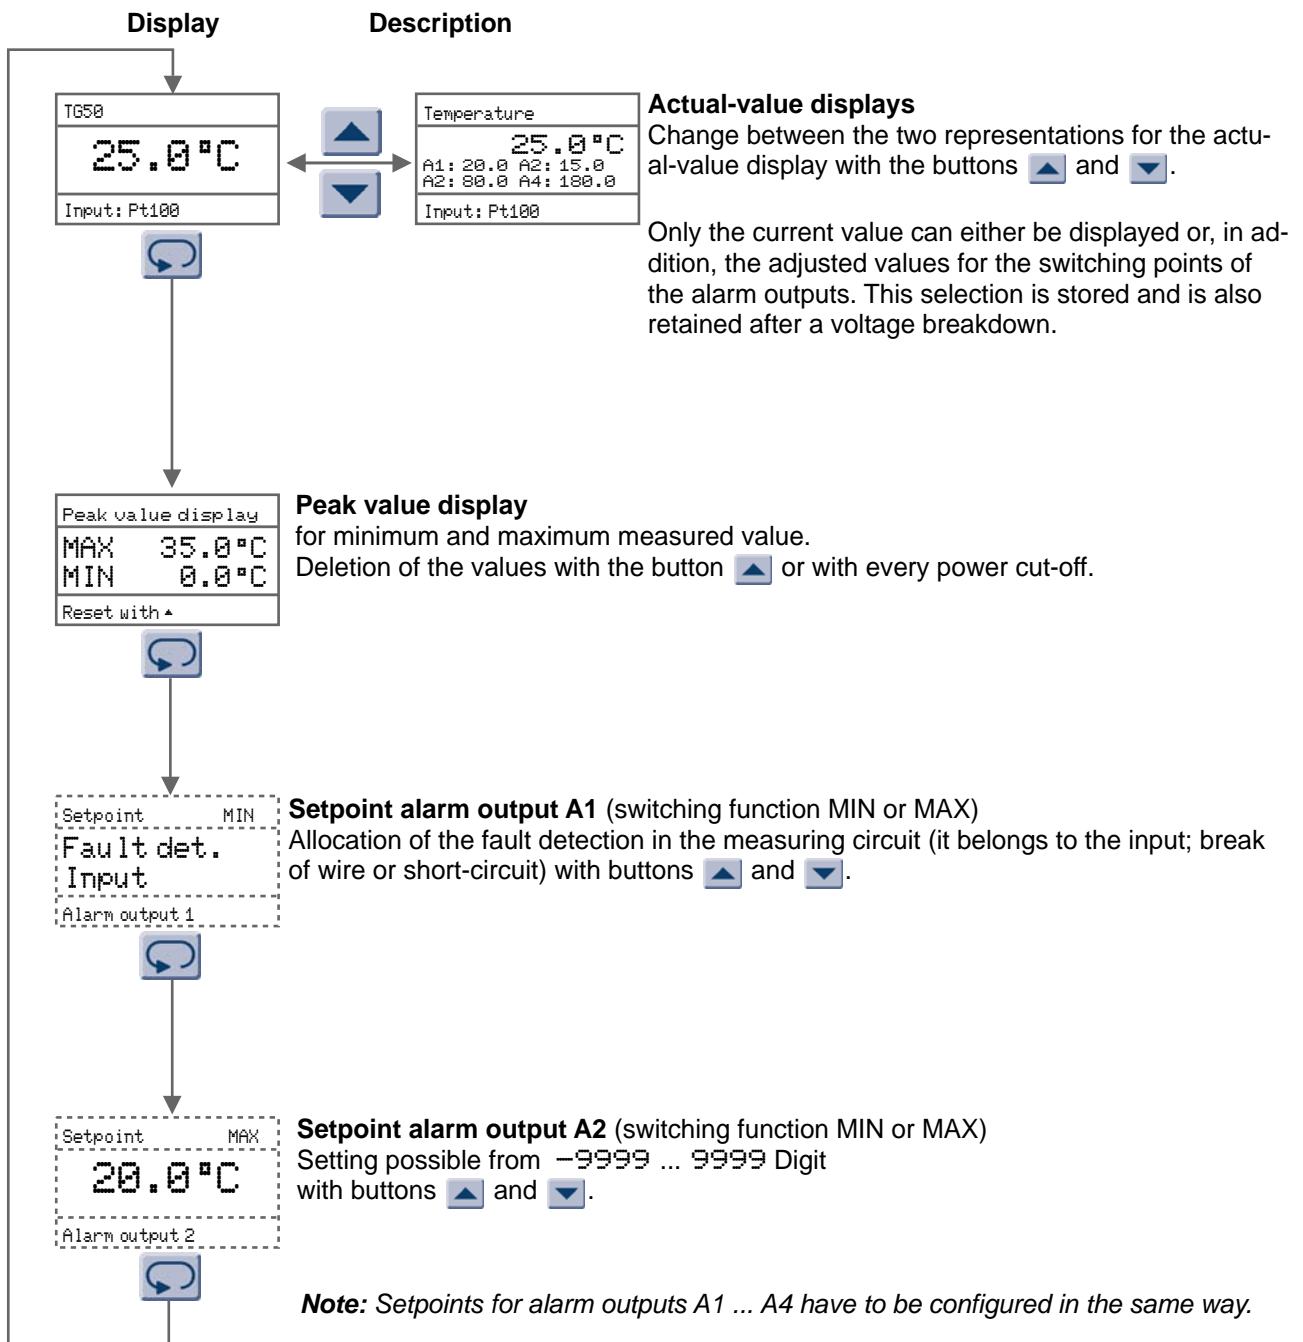 Display Description
TG50
25.0°C
Input: Pt100
Temperature
25.0°C
A1: 20.0 A2: 15.0
A2: 80.0 A4: 180.0
Input: Pt100
Actual-value displays
Change between the two representations for the actu-
al-value display with the buttons and .
Only the current value can either be displayed or, in ad-
dition, the adjusted values for the switching points of
the alarm outputs. This selection is stored and is also
retained after a voltage breakdown.
Peak value display
MAX 35.0°C
MIN 0.0°C
Reset with ▲
Peak value display
for minimum and maximum measured value.
Deletion of the values with the button or with every power cut-off.
Setpoint MIN
Fault det.
Input
Alarm output 1
Setpoint alarm output A1 (switching function MIN or MAX)
Allocation of the fault detection in the measuring circuit (it belongs to the input; break
of wire or short-circuit) with buttons and .
Setpoint MAX
20.0°C
Alarm output 2
Setpoint alarm output A2 (switching function MIN or MAX)
Setting possible from -9999 ... 9999 Digit
with buttons and .
Note: Setpoints for alarm outputs A1 ... A4 have to be configured in the same way.